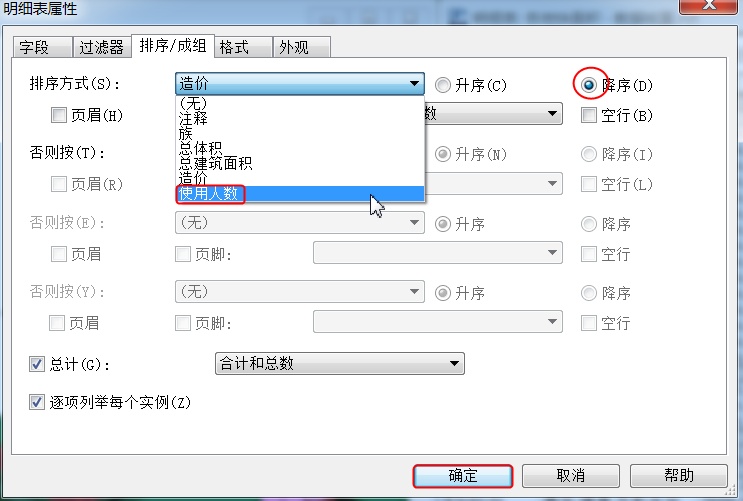 明细表属性
字段 过滤器 排序/成组 格式 外观
排序方式(S): 造价 升序(C) 降序(D)
(无)
页眉(H) 数 空行(B)
注释
族
总体积
否则按(T): 升序(N) 降序(I)
总建筑面积
造价
页眉(R) 空行(L)
使用人数
否则按(E): (无) 升序 降序
页眉 页脚: 空行
否则按(Y): (无) 升序 降序
页眉 页脚: 空行
总计(G): 合计和总数
逐项列举每个实例(Z)
确定 取消 帮助